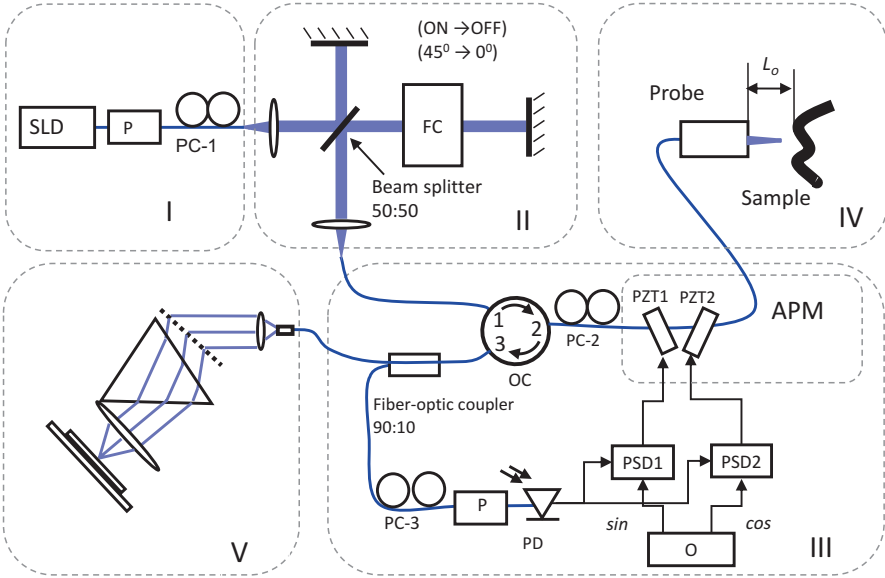 SLD
P
PC-1
I
(ON →OFF)
(45⁰ → 0⁰)
FC
Beam splitter
50:50
II
Lₒ
Probe
Sample
IV
1
2
3
OC
PC-2
PZT1
PZT2
APM
Fiber-optic coupler
90:10
PC-3
P
PD
PSD1
PSD2
sin
cos
O
III
V